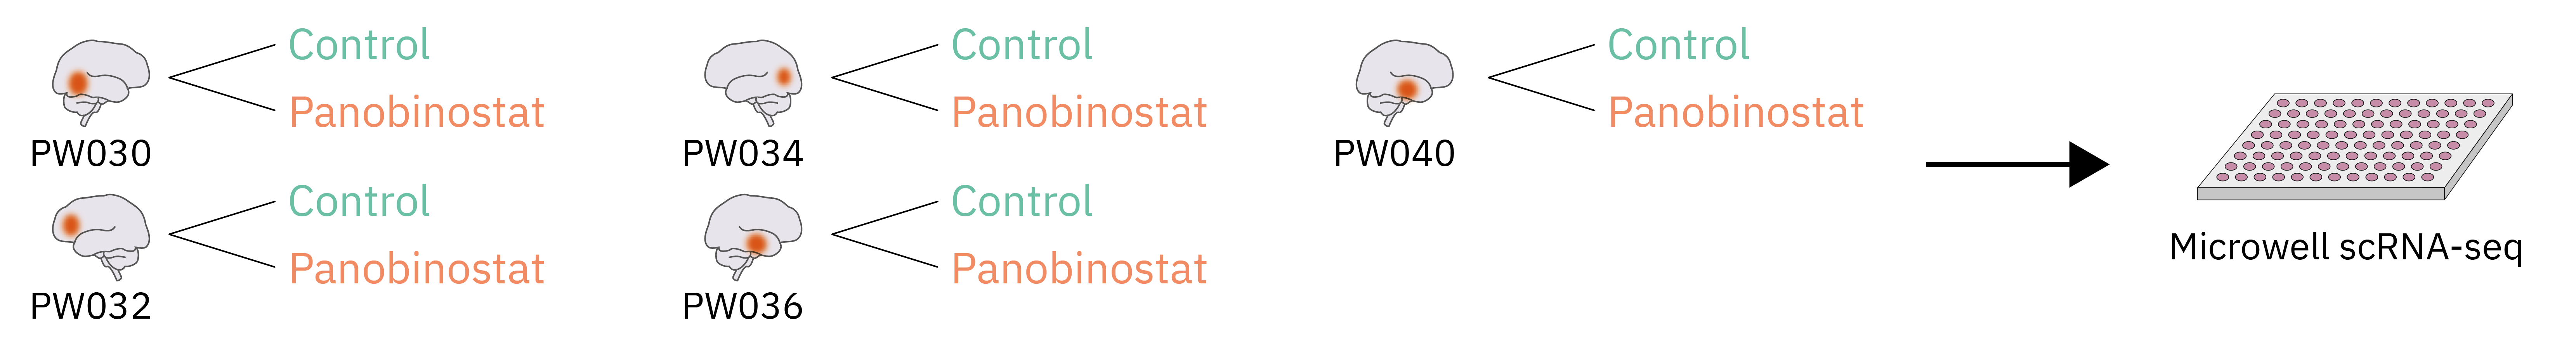 Control
Panobinostat
PW030
Control
Panobinostat
PW032
Control
Panobinostat
PW034
Control
Panobinostat
PW036
Control
Panobinostat
PW040
Microwell scRNA-seq